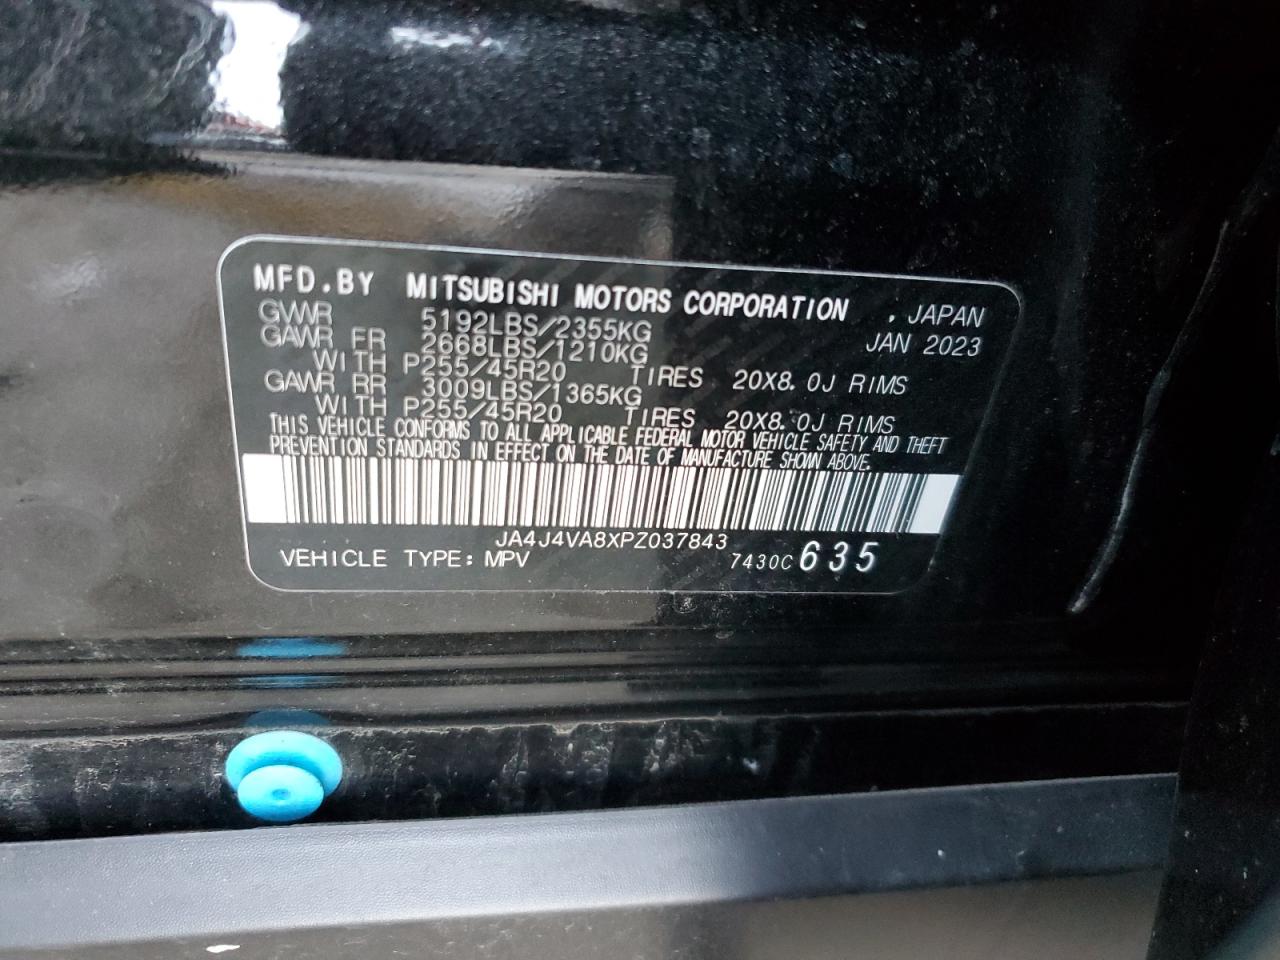 MFD.BY MITSUBISHI MOTORS CORPORATION , JAPAN
GVWR 5192LBS/2355KG JAN 2023
GAWR FR 2668LBS/1210KG
WITH P255/45R20 TIRES 20X8.0J RIMS
GAWR RR 3009LBS/1365KG
WITH P255/45R20 TIRES 20X8.0J RIMS
THIS VEHICLE CONFORMS TO ALL APPLICABLE FEDERAL MOTOR VEHICLE SAFETY AND THEFT
PREVENTION STANDARDS IN EFFECT ON THE DATE OF MANUFACTURE SHOWN ABOVE.
JA4J4VA8XPZ037843
VEHICLE TYPE: MPV 7430C 635